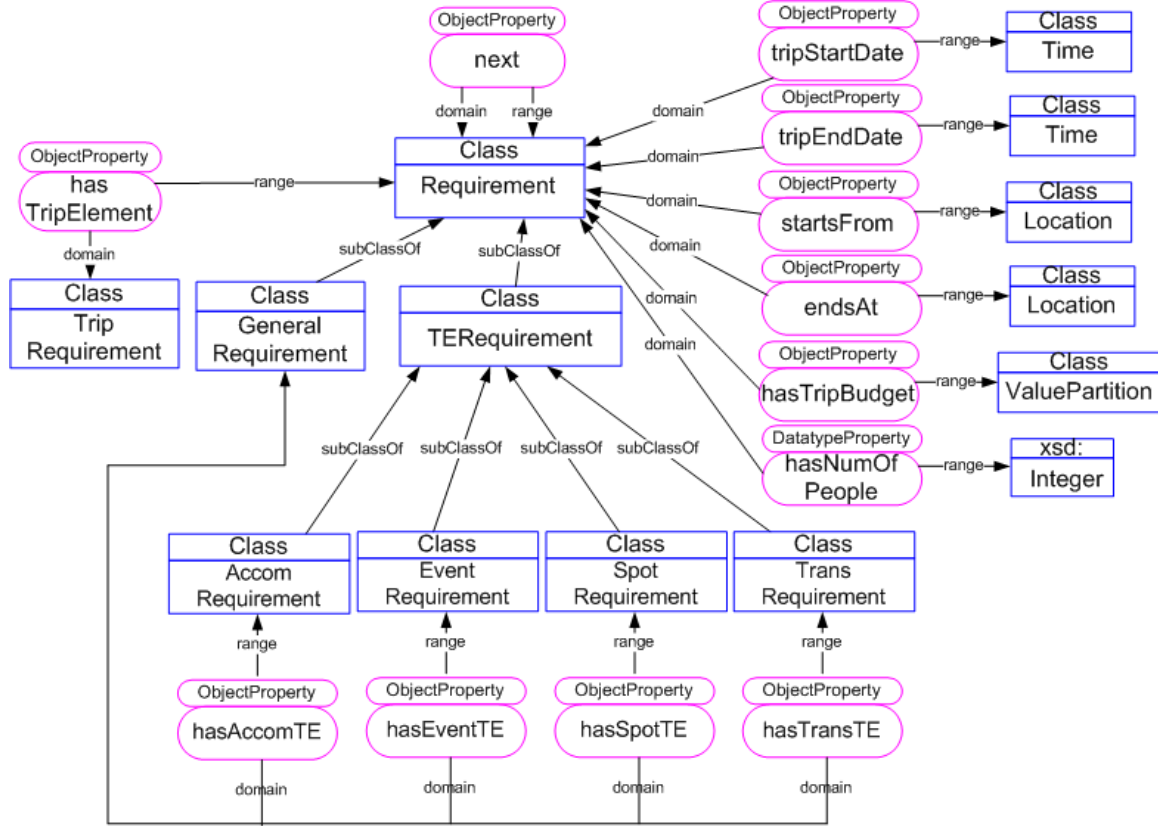 ObjectProperty
next
domain
range
ObjectProperty
tripStartDate
range
Class
Time
domain
ObjectProperty
tripEndDate
range
Class
Time
domain
Class
Requirement
ObjectProperty
has
TripElement
range
domain
ObjectProperty
startsFrom
range
Class
Location
domain
ObjectProperty
endsAt
range
Class
Location
domain
ObjectProperty
hasTripBudget
range
Class
ValuePartition
domain
DatatypeProperty
hasNumOf
People
range
xsd:
Integer
domain
Class
Trip
Requirement
subClassOf
Class
General
Requirement
subClassOf
Class
TERequirement
subClassOf
subClassOf
subClassOf
subClassOf
Class
Accom
Requirement
Class
Event
Requirement
Class
Spot
Requirement
Class
Trans
Requirement
range
range
range
range
ObjectProperty
hasAccomTE
ObjectProperty
hasEventTE
ObjectProperty
hasSpotTE
ObjectProperty
hasTransTE
domain
domain
domain
domain